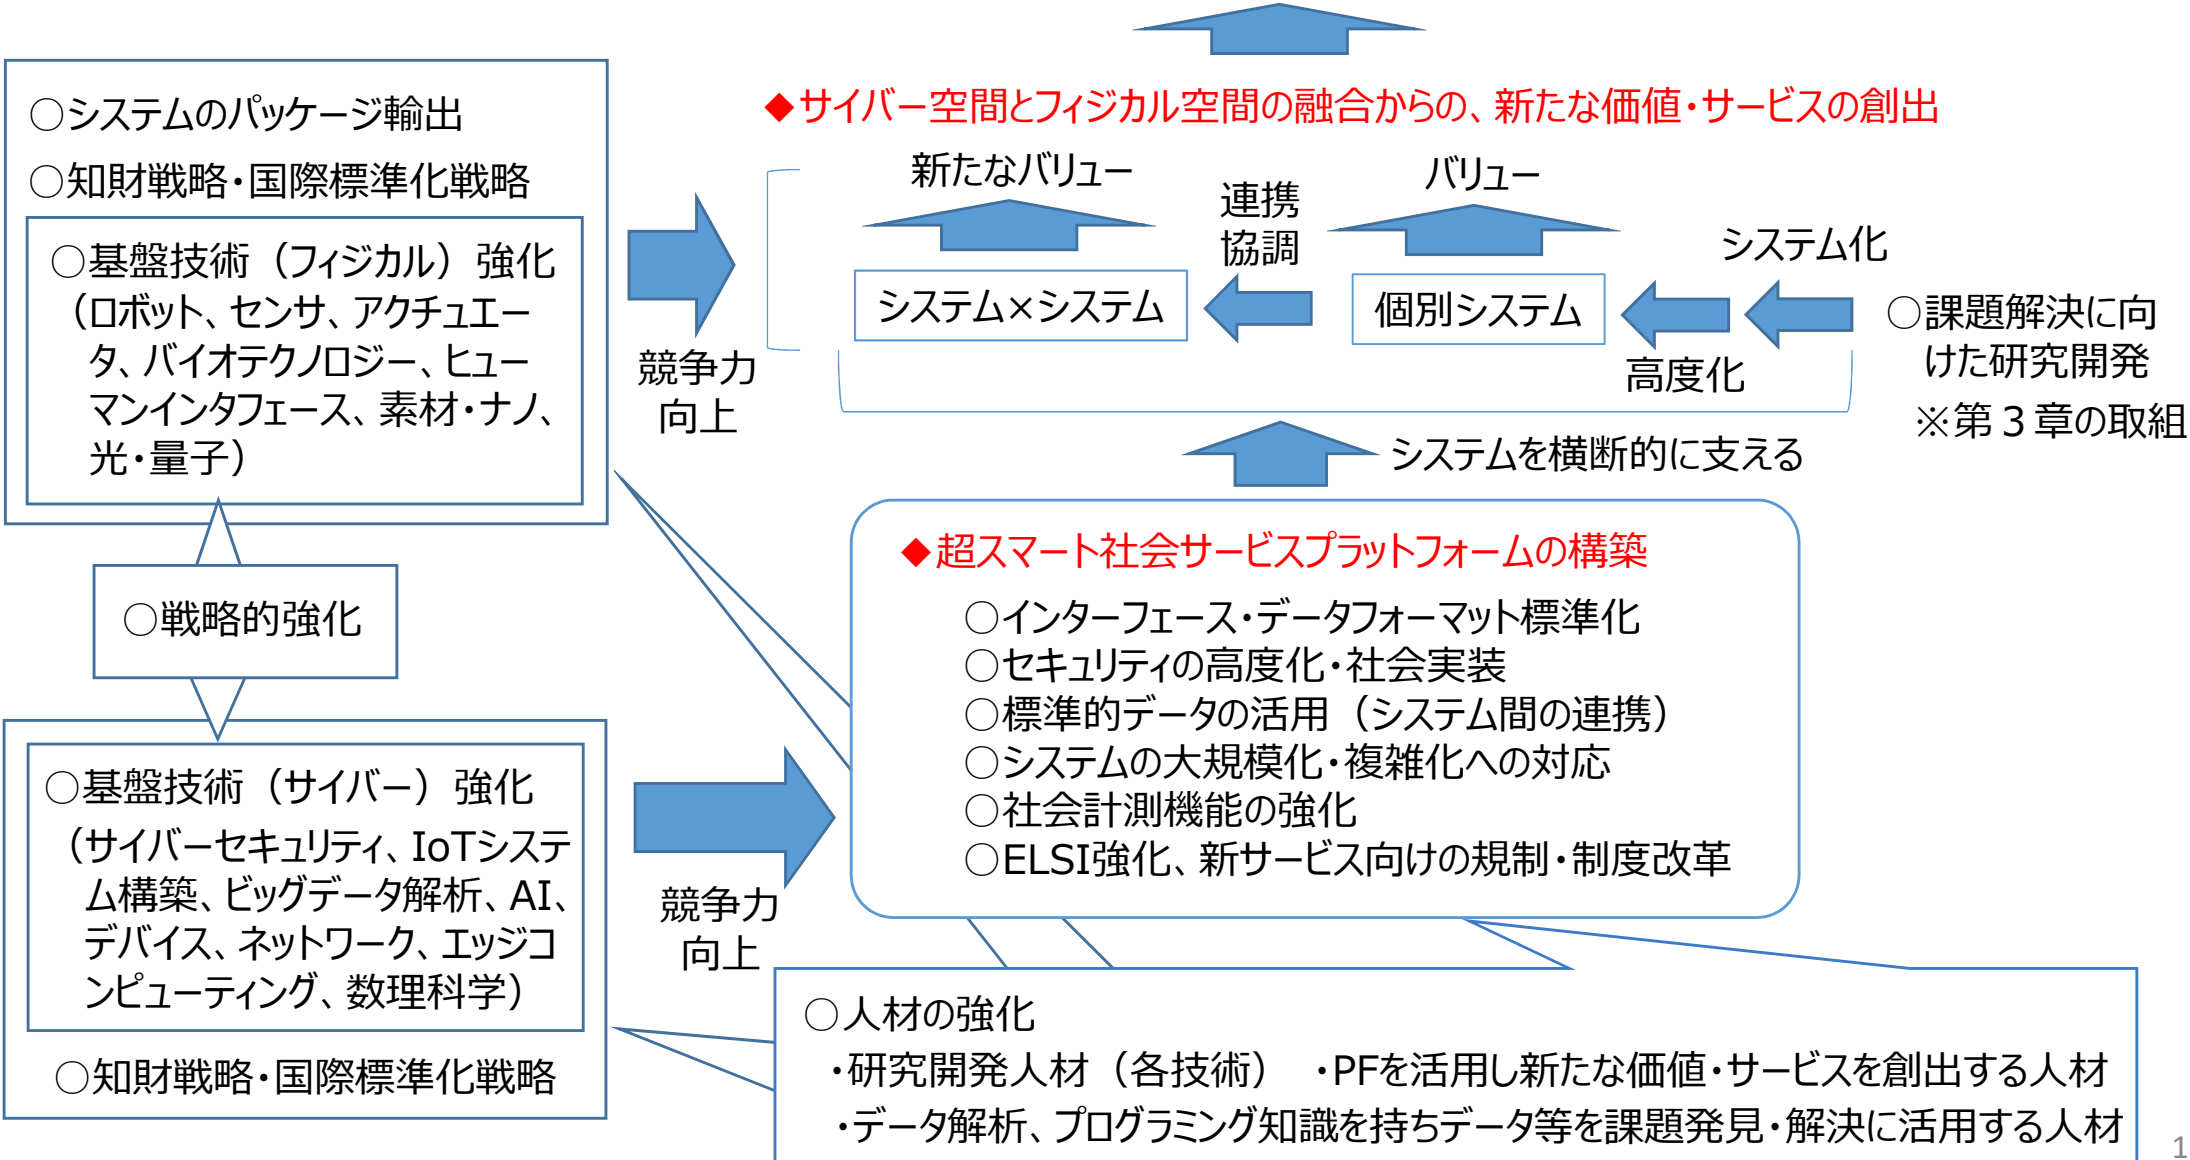 ○システムのパッケージ輸出
○知財戦略・国際標準化戦略
○基盤技術（フィジカル）強化
（ロボット、センサ、アクチュエー
タ、バイオテクノロジー、ヒュー
マンインタフェース、素材・ナノ、
光・量子）
○戦略的強化
○基盤技術（サイバー）強化
（サイバーセキュリティ、IoTシステ
ム構築、ビッグデータ解析、AI、
デバイス、ネットワーク、エッジコ
ンピューティング、数理科学）
○知財戦略・国際標準化戦略
競争力
向上
競争力
向上
◆サイバー空間とフィジカル空間の融合からの、新たな価値・サービスの創出
新たなバリュー
連携
協調
バリュー
システム化
システム×システム
個別システム
高度化
○課題解決に向
けた研究開発
※第３章の取組
システムを横断的に支える
◆超スマート社会サービスプラットフォームの構築
○インターフェース・データフォーマット標準化
○セキュリティの高度化・社会実装
○標準的データの活用（システム間の連携）
○システムの大規模化・複雑化への対応
○社会計測機能の強化
○ELSI強化、新サービス向けの規制・制度改革
○人材の強化
・研究開発人材（各技術）　・PFを活用し新たな価値・サービスを創出する人材
・データ解析、プログラミング知識を持ちデータ等を課題発見・解決に活用する人材
1